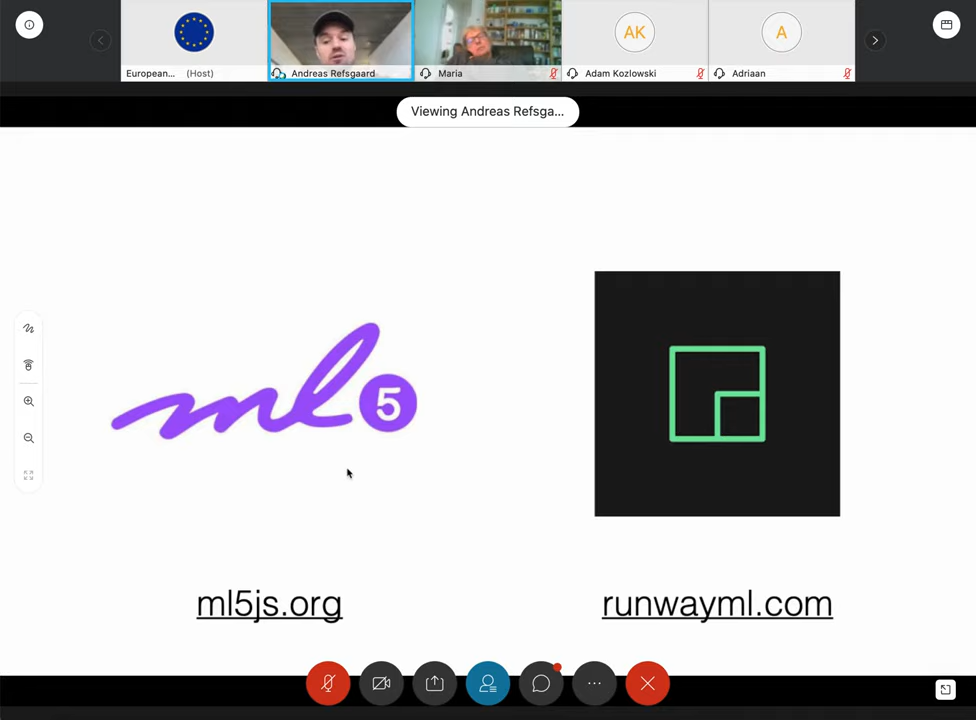 European... (Host)
Andreas Refsgaard
Maria
AK
Adam Kozlowski
A
Adriaan
Viewing Andreas Refsga...
ml5
ml5js.org
runwayml.com